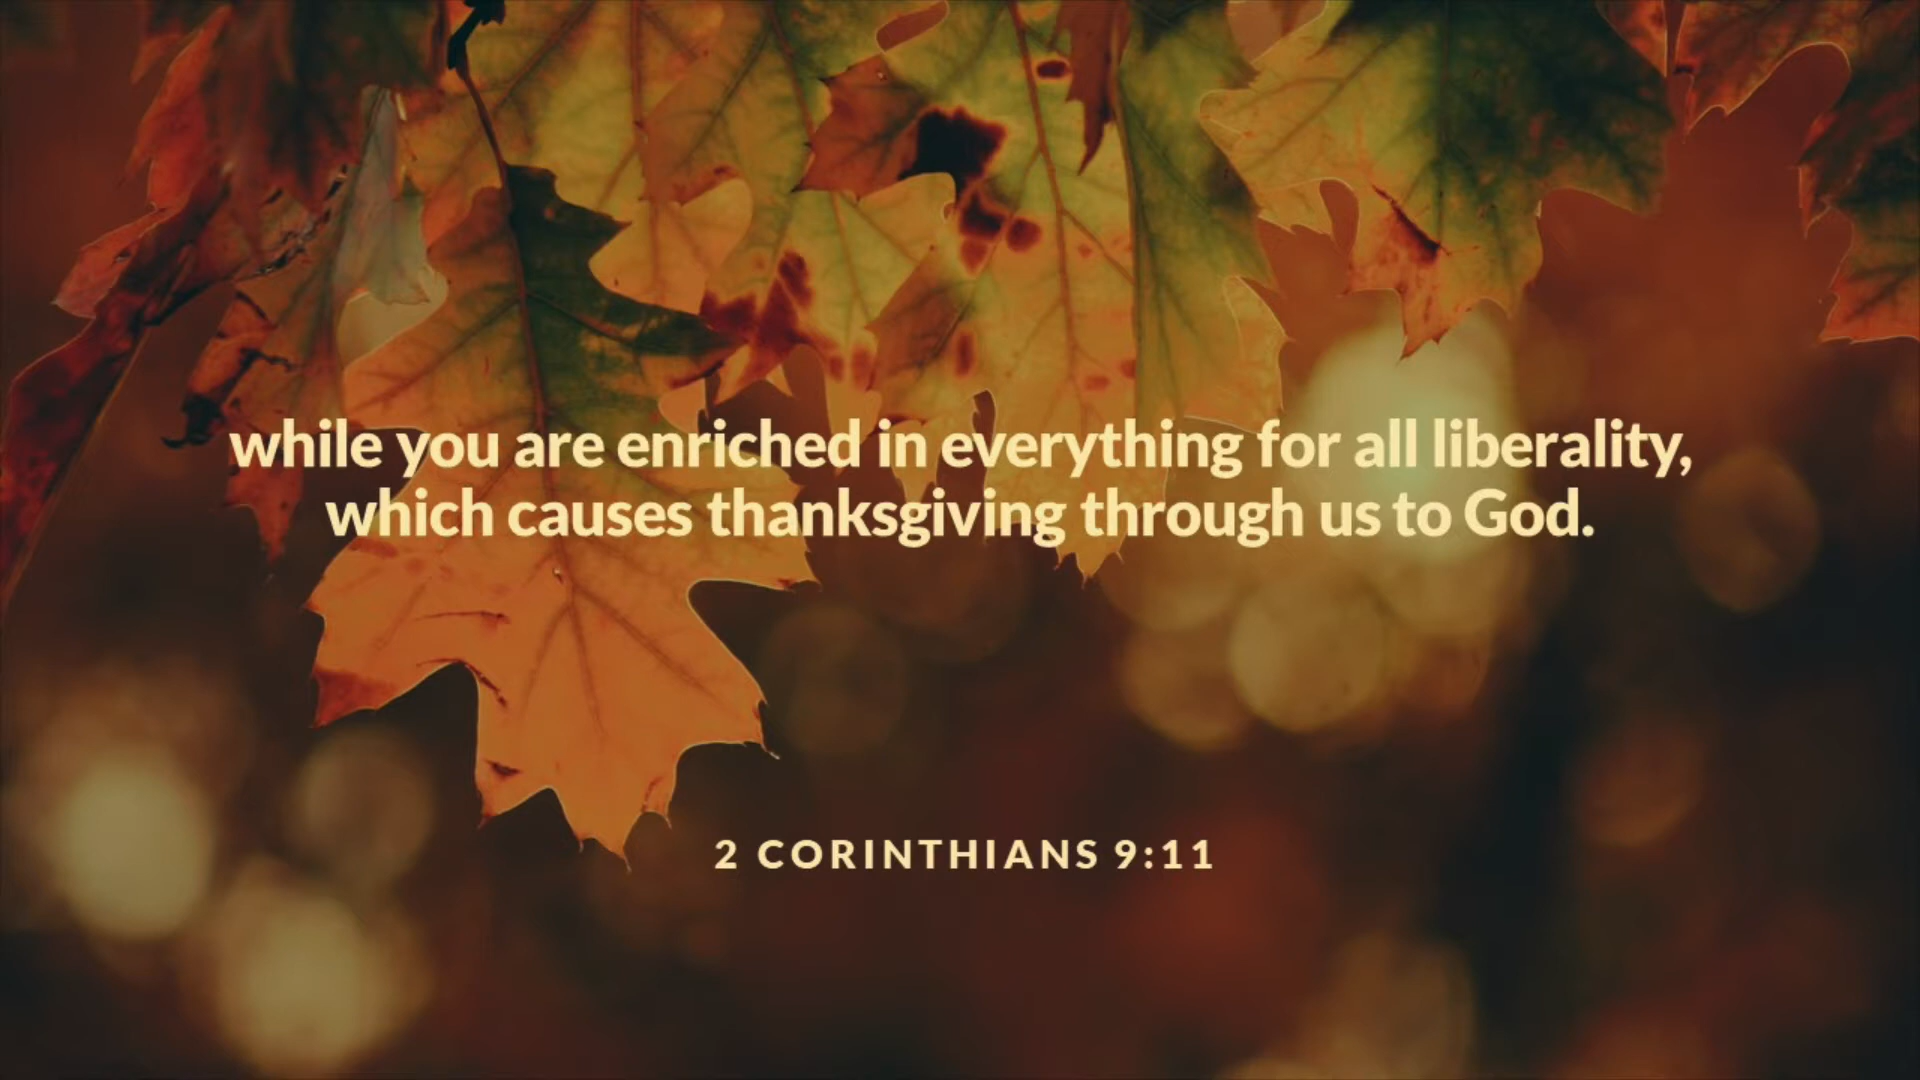 while you are enriched in everything for all liberality,
which causes thanksgiving through us to God.
2 CORINTHIANS 9:11